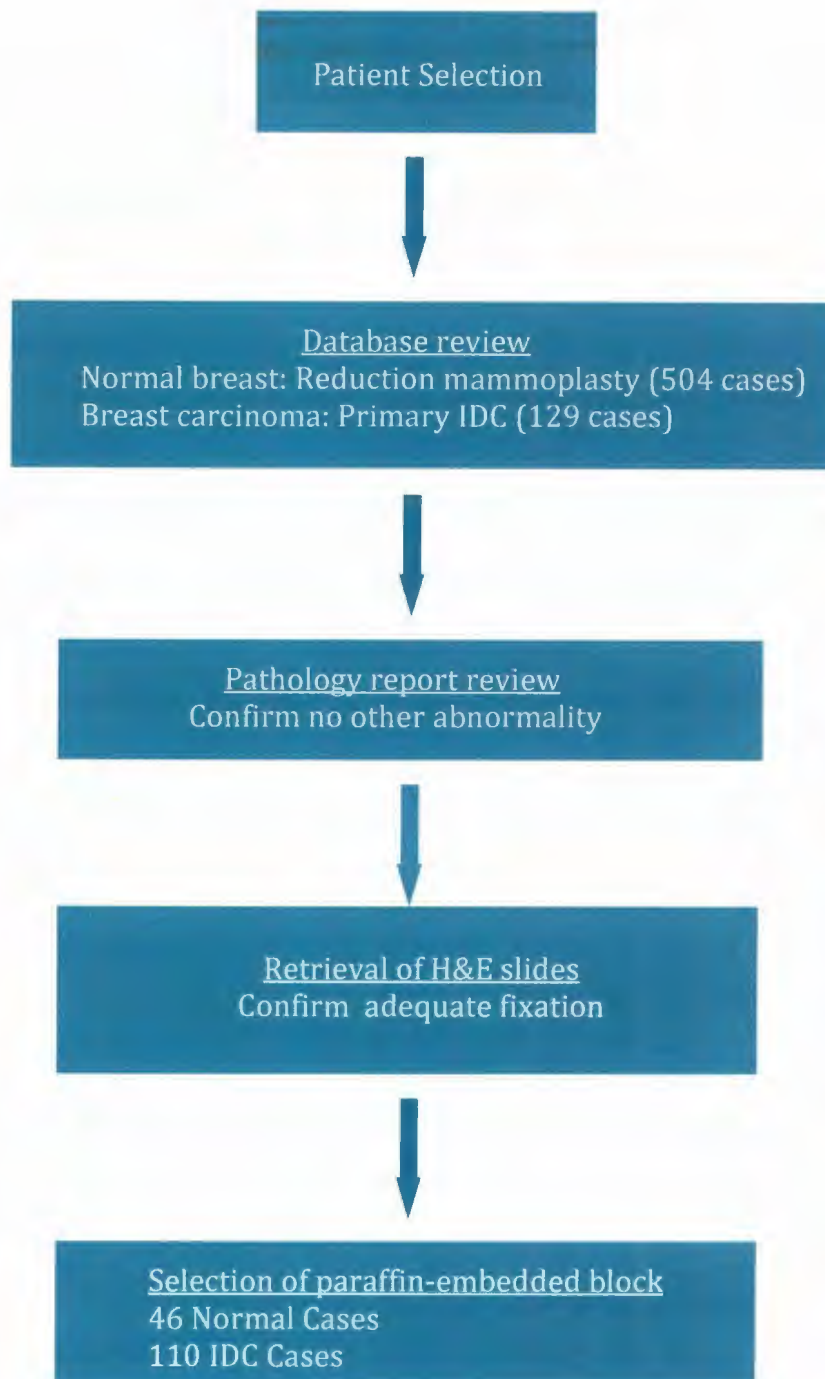 Patient Selection
Database review
Normal breast: Reduction mammoplasty (504 cases)
Breast carcinoma: Primary IDC (129 cases)
Pathology report review
Confirm no other abnormality
Retrieval of H&E slides
Confirm adequate fixation
Selection of paraffin-embedded block
46 Normal Cases
110 IDC Cases